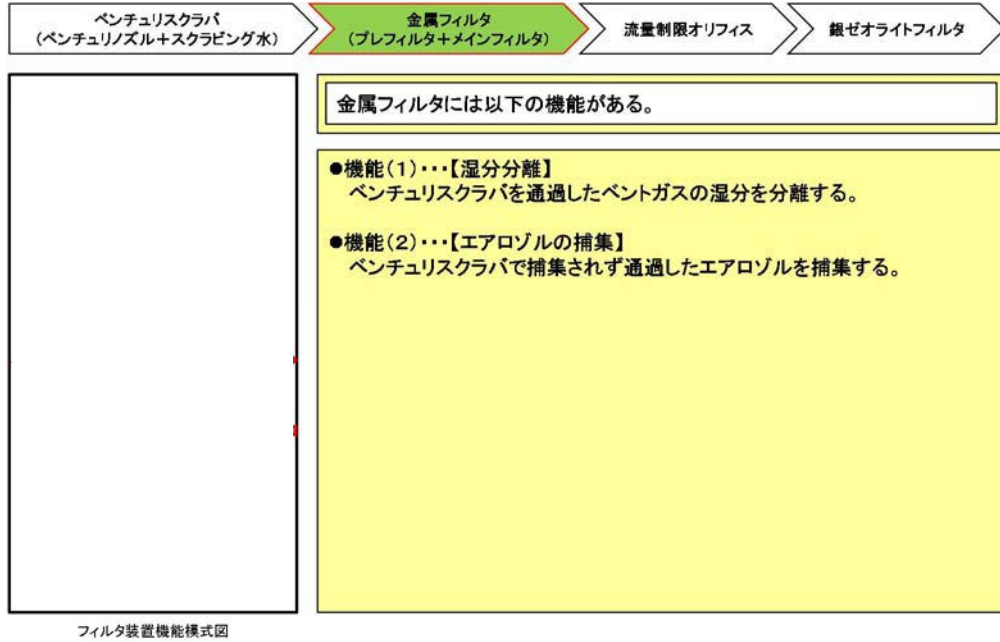 ベンチュリスクラバ
(ベンチュリノズル+スクラビング水)
金属フィルタ
(プレフィルタ+メインフィルタ)
流量制限オリフィス
銀ゼオライトフィルタ
金属フィルタには以下の機能がある。
●機能(1)・・・【湿分分離】
ベンチュリスクラバを通過したベントガスの湿分を分離する。
●機能(2)・・・【エアロゾルの捕集】
ベンチュリスクラバで捕集されず通過したエアロゾルを捕集する。
フィルタ装置機能模式図